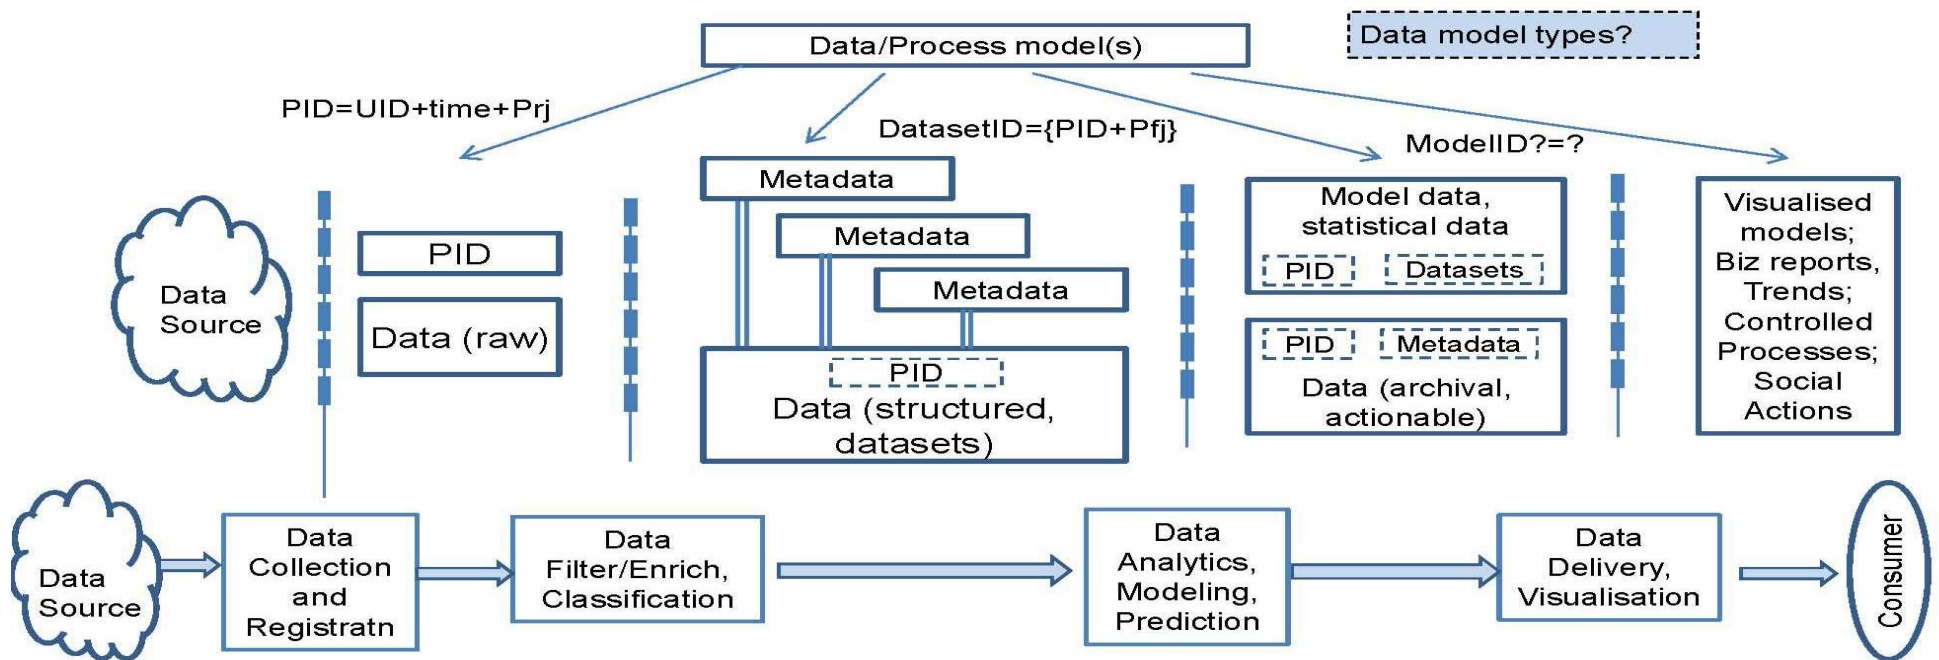 Data/Process model(s)
Data model types?
PID=UID+time+Prj
DatasetID={PID+Pfj}
ModelID?=?
Data
Source
PID
Data (raw)
Metadata
Metadata
Metadata
PID
Data (structured,
datasets)
Model data,
statistical data
PID
Datasets
PID
Metadata
Data (archival,
actionable)
Visualised
models;
Biz reports,
Trends;
Controlled
Processes;
Social
Actions
Data
Source
Data
Collection
and
Registratn
Data
Filter/Enrich,
Classification
Data
Analytics,
Modeling,
Prediction
Data
Delivery,
Visualisation
Consumer